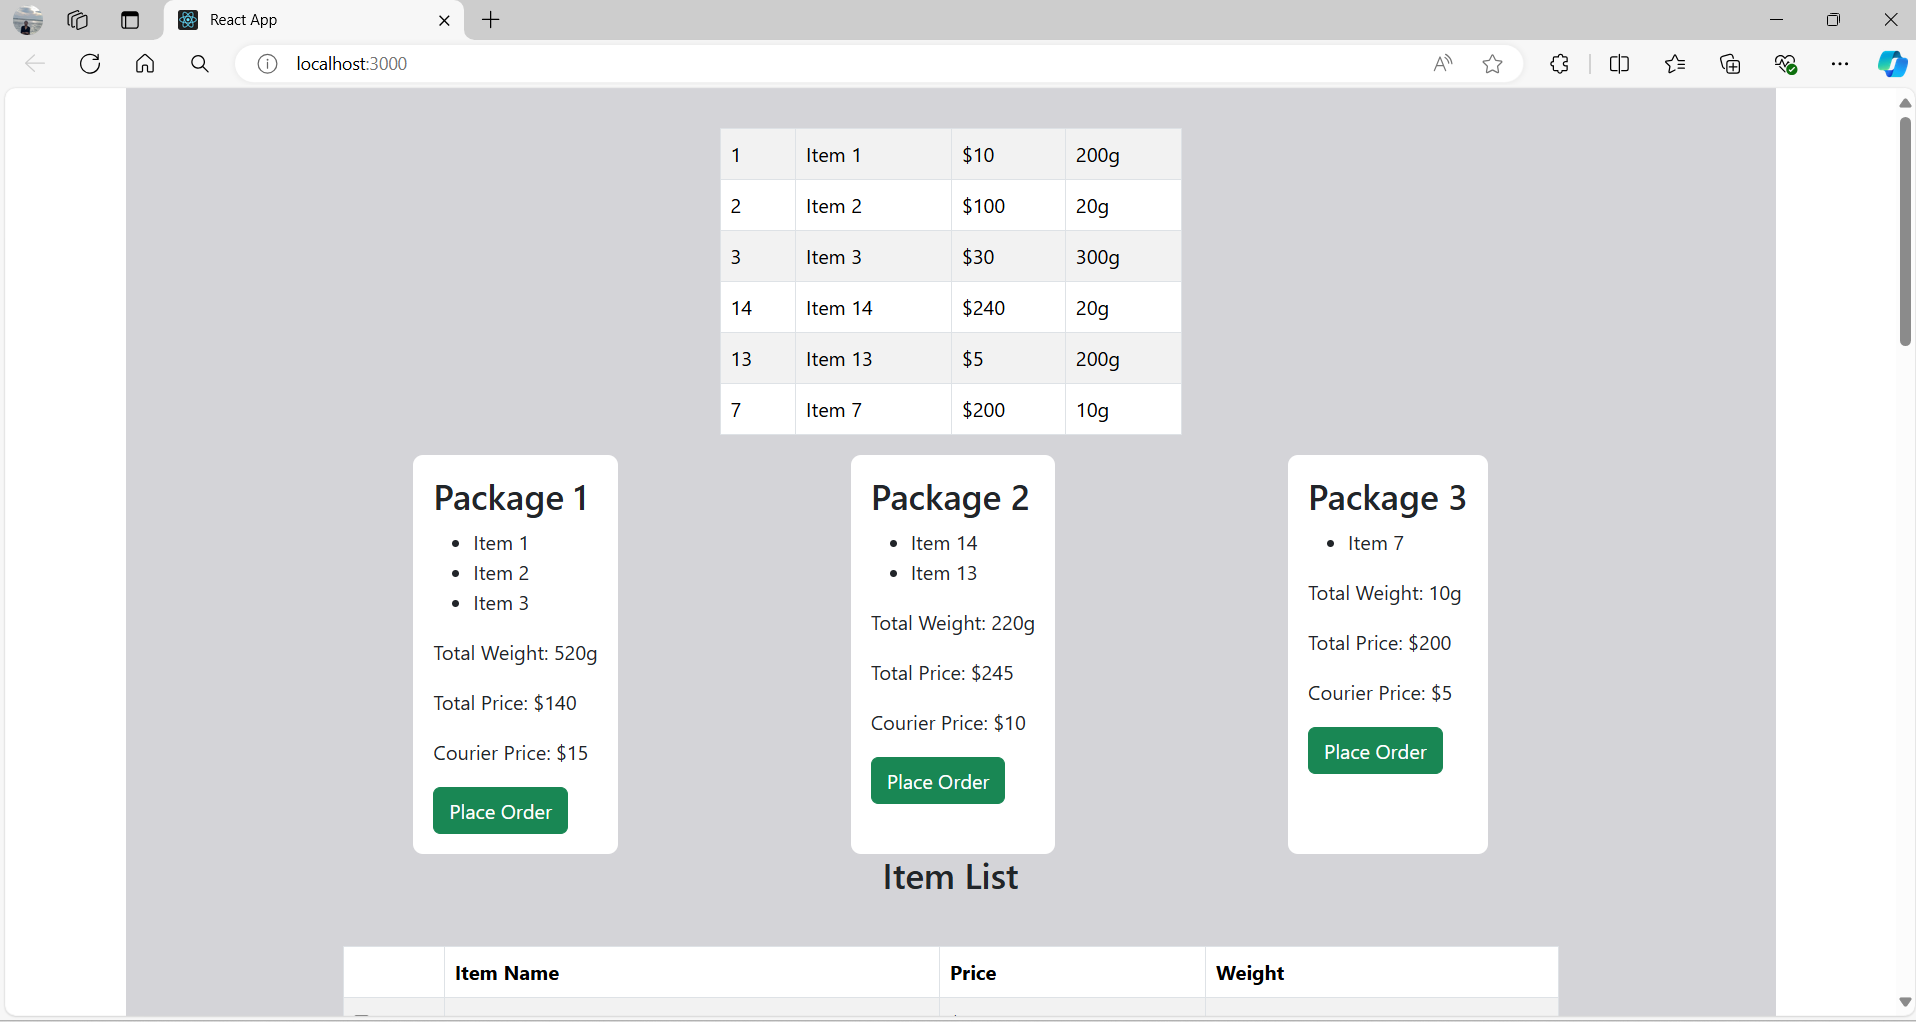 React App
localhost:3000
1 Item 1 $10 200g
2 Item 2 $100 20g
3 Item 3 $30 300g
14 Item 14 $240 20g
13 Item 13 $5 200g
7 Item 7 $200 10g
Package 1
Item 1
Item 2
Item 3
Total Weight: 520g
Total Price: $140
Courier Price: $15
Place Order
Package 2
Item 14
Item 13
Total Weight: 220g
Total Price: $245
Courier Price: $10
Place Order
Package 3
Item 7
Total Weight: 10g
Total Price: $200
Courier Price: $5
Place Order
Item List
Item Name Price Weight